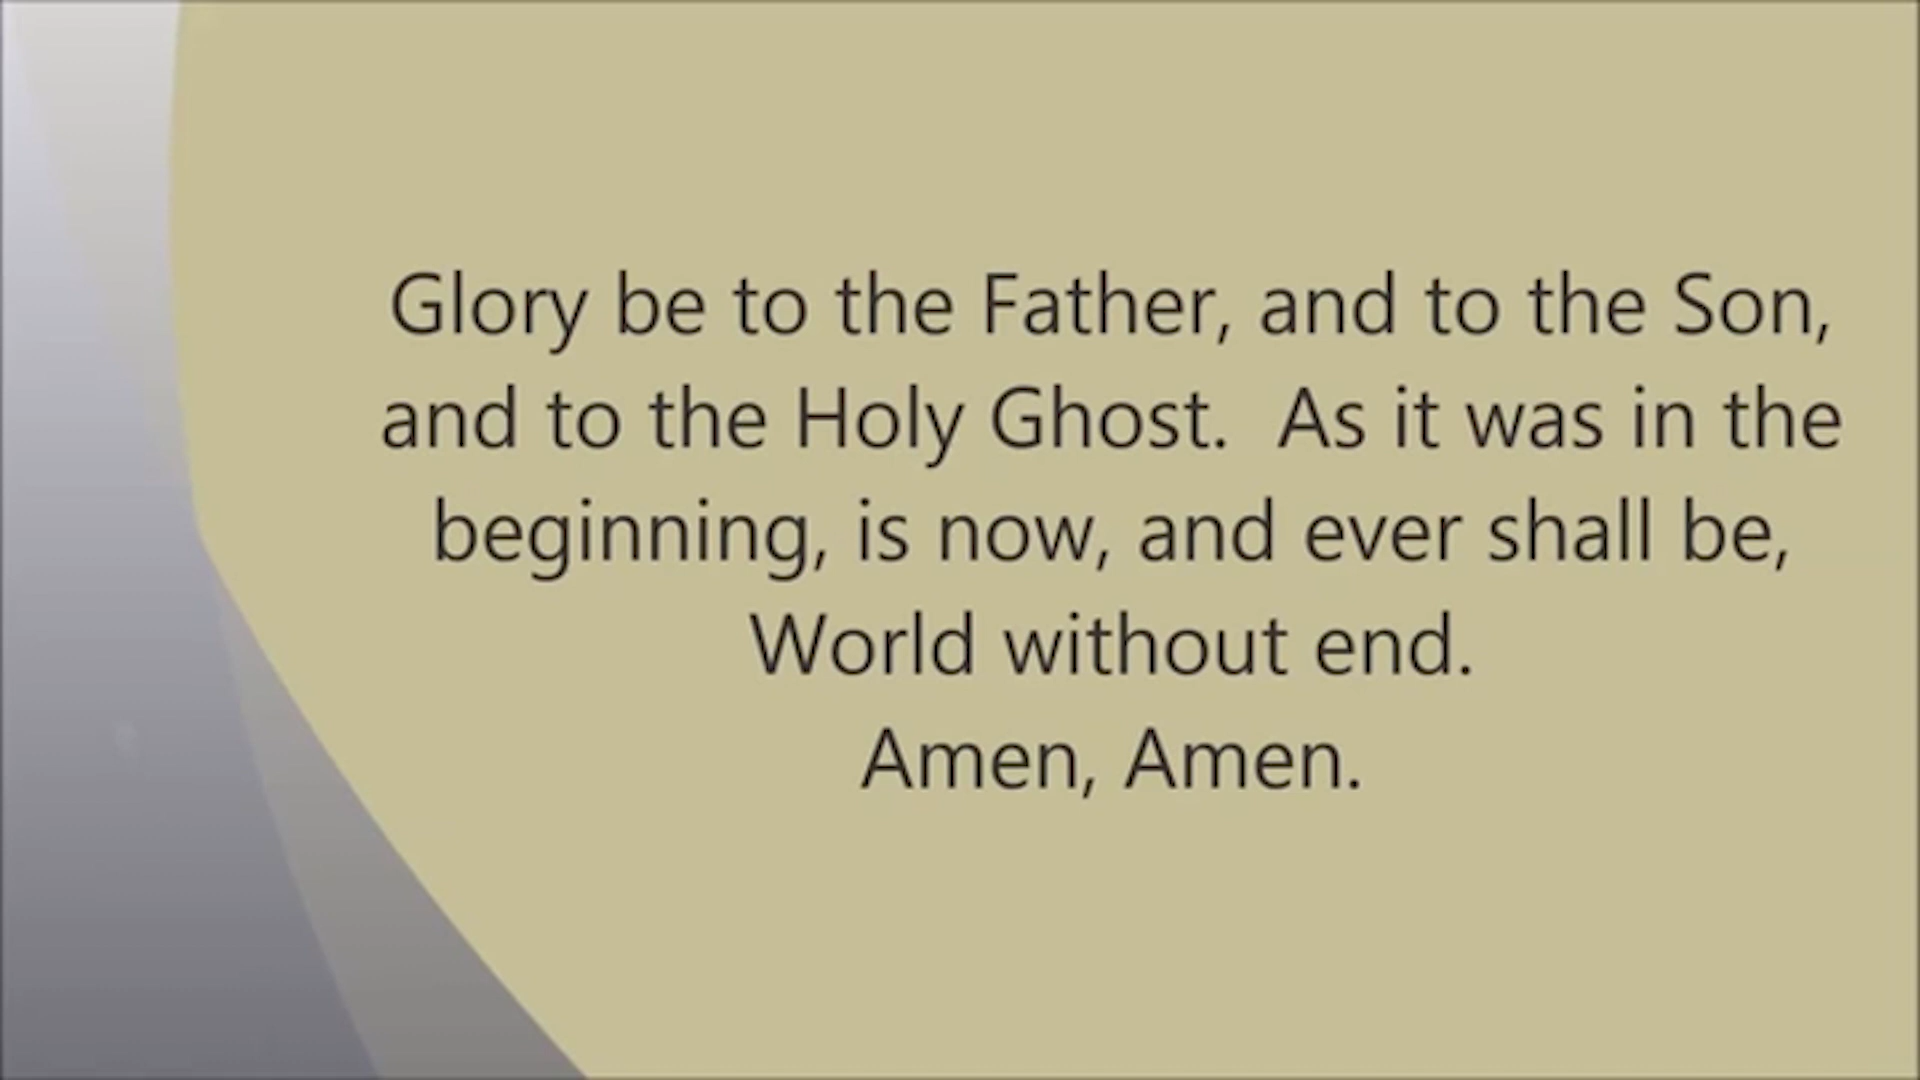 Glory be to the Father, and to the Son,
and to the Holy Ghost.  As it was in the
beginning, is now, and ever shall be,
World without end.
Amen, Amen.